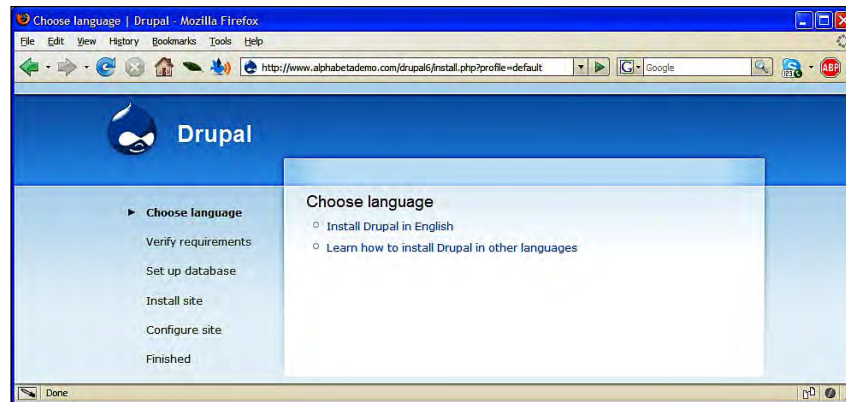 Choose language | Drupal - Mozilla Firefox
File Edit View History Bookmarks Tools Help
http://www.alphabetademo.com/drupal6/install.php?profile=default
G Google
ABP
Drupal
Choose language
Verify requirements
Set up database
Install site
Configure site
Finished
Choose language
Install Drupal in English
Learn how to install Drupal in other languages
Done